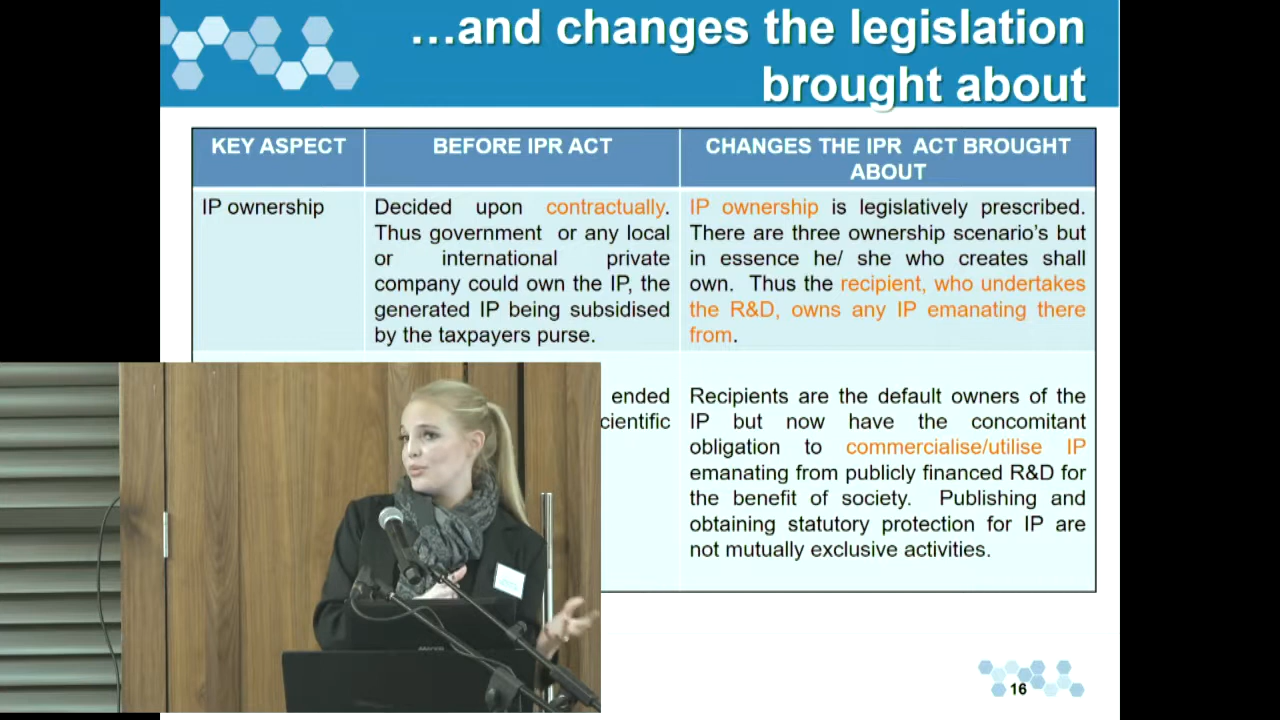 …and changes the legislation
brought about
KEY ASPECT
BEFORE IPR ACT
CHANGES THE IPR ACT BROUGHT
ABOUT
IP ownership
Decided upon contractually.
Thus government or any local
or international private
company could own the IP, the
generated IP being subsidised
by the taxpayers purse.
IP ownership is legislatively prescribed.
There are three ownership scenario's but
in essence he/ she who creates shall
own. Thus the recipient, who undertakes
the R&D, owns any IP emanating there
from.
ended
cientific
Recipients are the default owners of the
IP but now have the concomitant
obligation to commercialise/utilise IP
emanating from publicly financed R&D for
the benefit of society. Publishing and
obtaining statutory protection for IP are
not mutually exclusive activities.
16